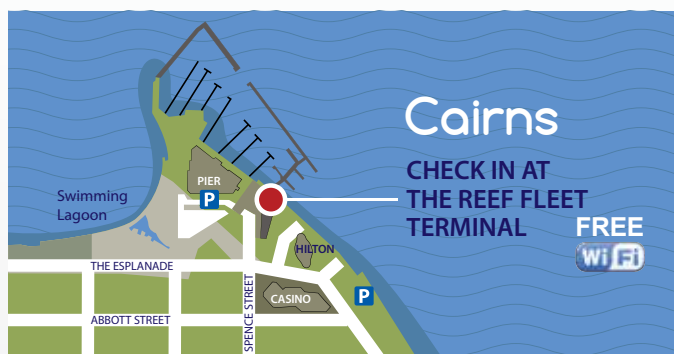 Cairns
CHECK IN AT
THE REEF FLEET
TERMINAL
FREE
WiFi
PIER
P
Swimming
Lagoon
HILTON
THE ESPLANADE
CASINO
P
ABBOTT STREET
SPENCE STREET